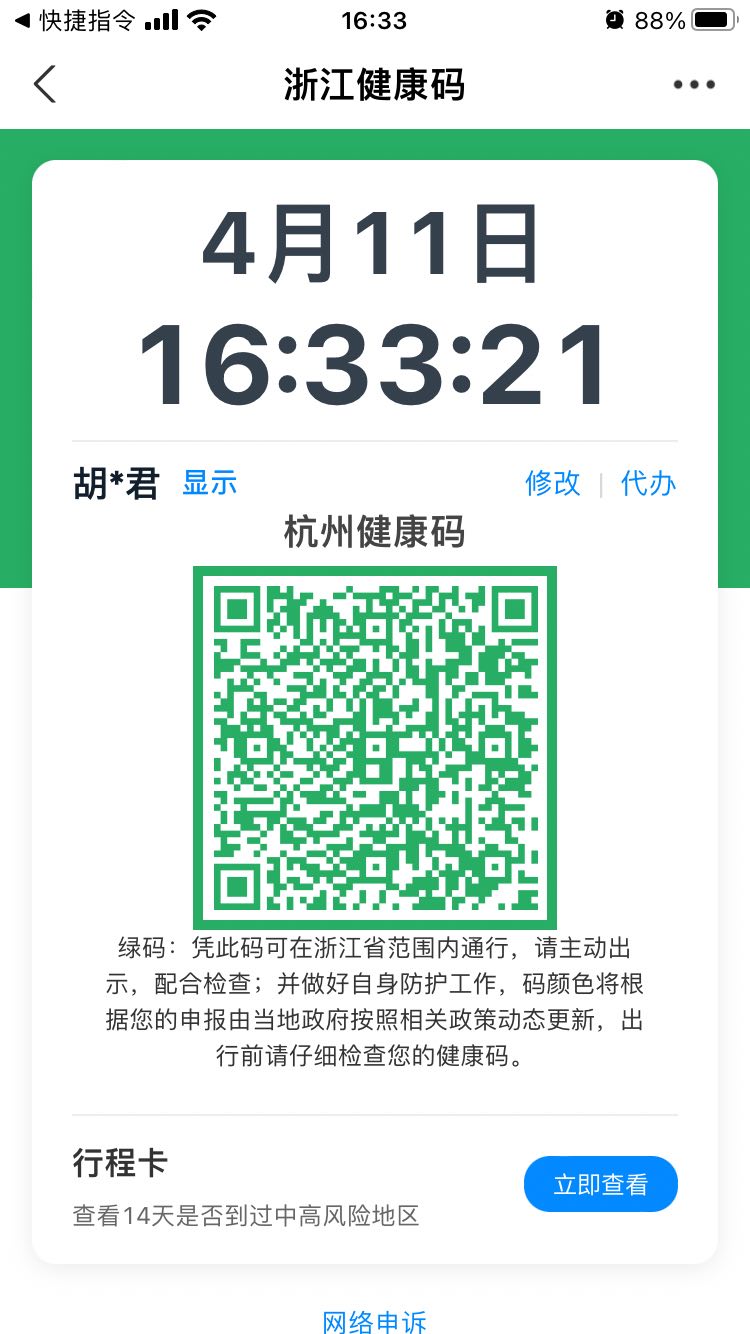 快捷指令 16:33 88%
浙江健康码
4月11日
16:33:21
胡*君 显示 修改 代办
杭州健康码
绿码：凭此码可在浙江省范围内通行，请主动出
示，配合检查；并做好自身防护工作，码颜色将根
据您的申报由当地政府按照相关政策动态更新，出
行前请仔细检查您的健康码。
行程卡
立即查看
查看14天是否到过中高风险地区
网络申诉